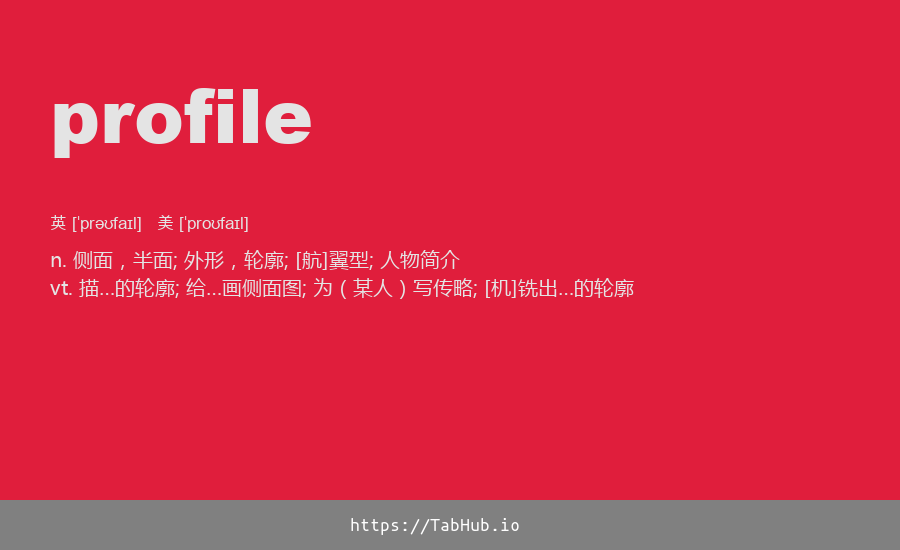 profile
英 [ˈprəʊfaɪl] 美 [ˈproʊfaɪl]
n. 侧面，半面; 外形，轮廓; [航]翼型; 人物简介
vt. 描…的轮廓; 给…画侧面图; 为（某人）写传略; [机]铣出…的轮廓
https://TabHub.io